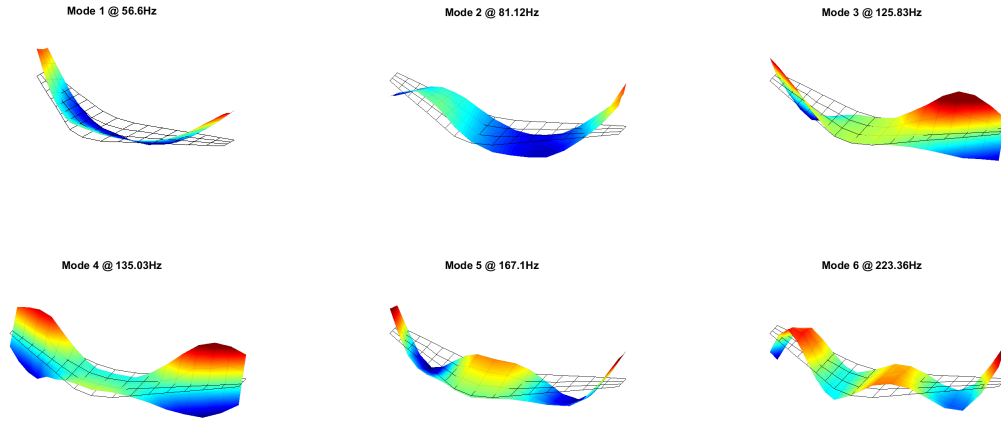 Mode 1 @ 56.6Hz
Mode 2 @ 81.12Hz
Mode 3 @ 125.83Hz
Mode 4 @ 135.03Hz
Mode 5 @ 167.1Hz
Mode 6 @ 223.36Hz